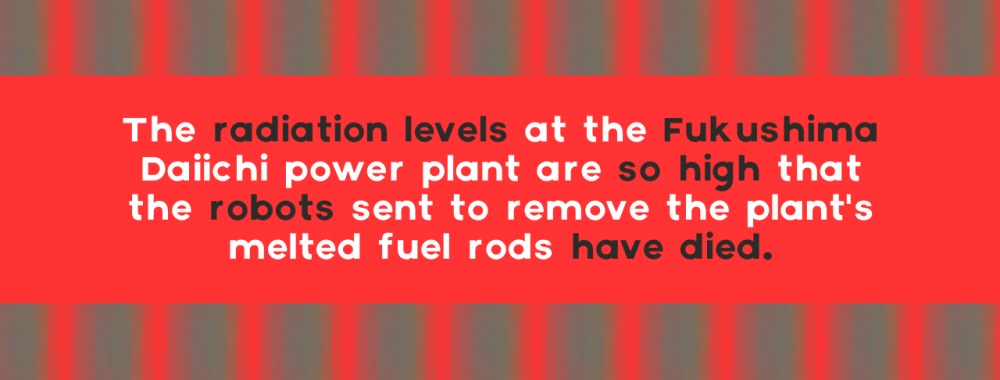 The radiation levels at the Fukushima
Daiichi power plant are so high that
the robots sent to remove the plant's
melted fuel rods have died.